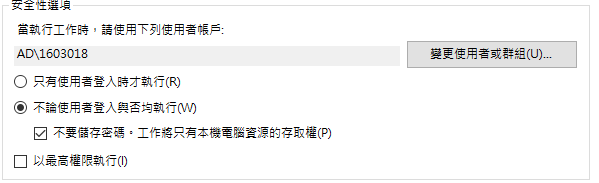 安全性選項
當執行工作時，請使用下列使用者帳戶:
AD\1603018 變更使用者或群組(U)...
只有使用者登入時才執行(R)
不論使用者登入與否均執行(W)
不要儲存密碼。工作將只有本機電腦資源的存取權(P)
以最高權限執行(I)